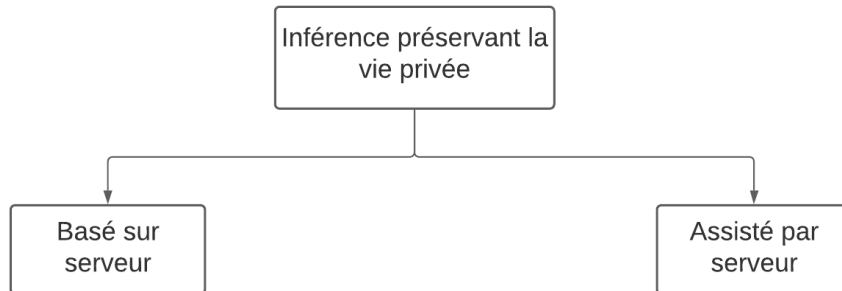 Inférence préservant la
vie privée
Basé sur
serveur
Assisté par
serveur